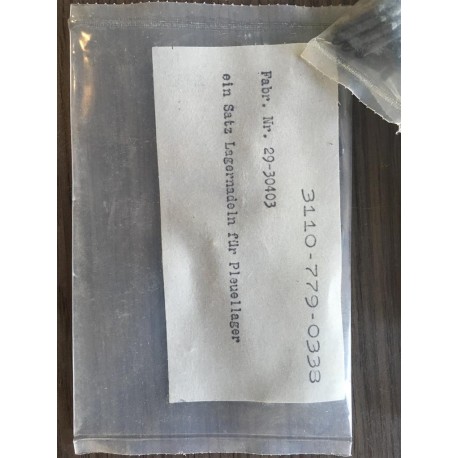 3110-779-0338
Fabr. Nr. 29-30403
ein Satz Lagernadeln für Pleuellager